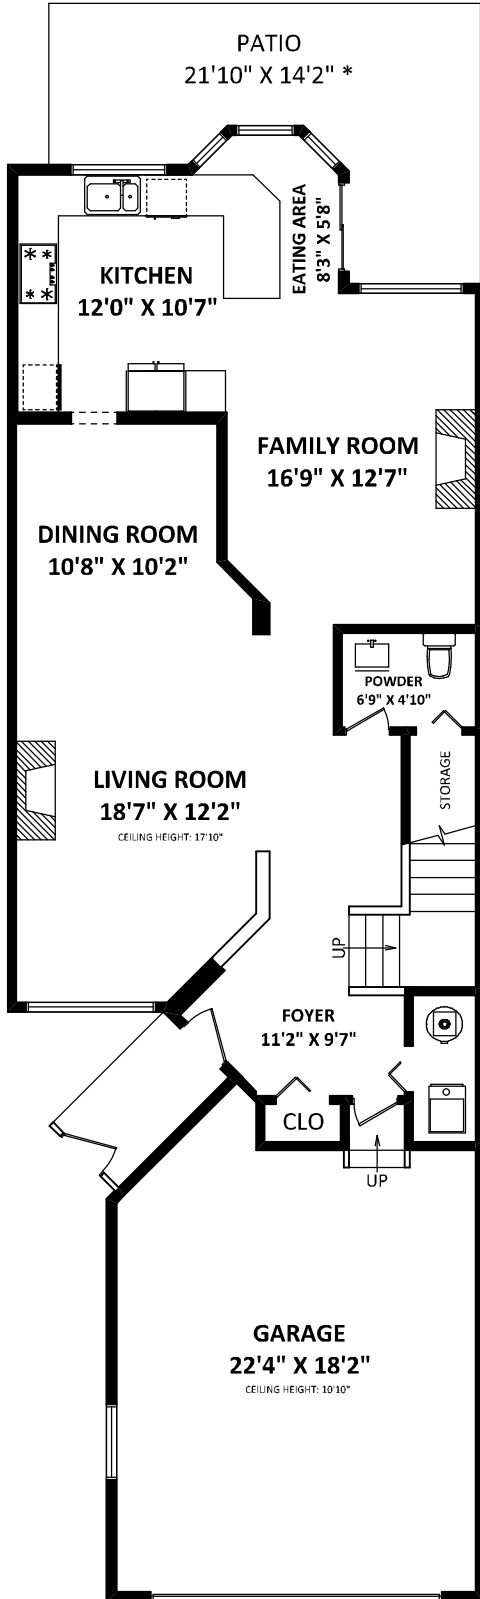 PATIO
21'10" X 14'2" *
EATING AREA
8'3" X 5'8"
KITCHEN
12'0" X 10'7"
FAMILY ROOM
16'9" X 12'7"
DINING ROOM
10'8" X 10'2"
POWDER
6'9" X 4'10"
STORAGE
LIVING ROOM
18'7" X 12'2"
CEILING HEIGHT: 17'10"
UP
FOYER
11'2" X 9'7"
CLO
UP
GARAGE
22'4" X 18'2"
CEILING HEIGHT: 10'10"